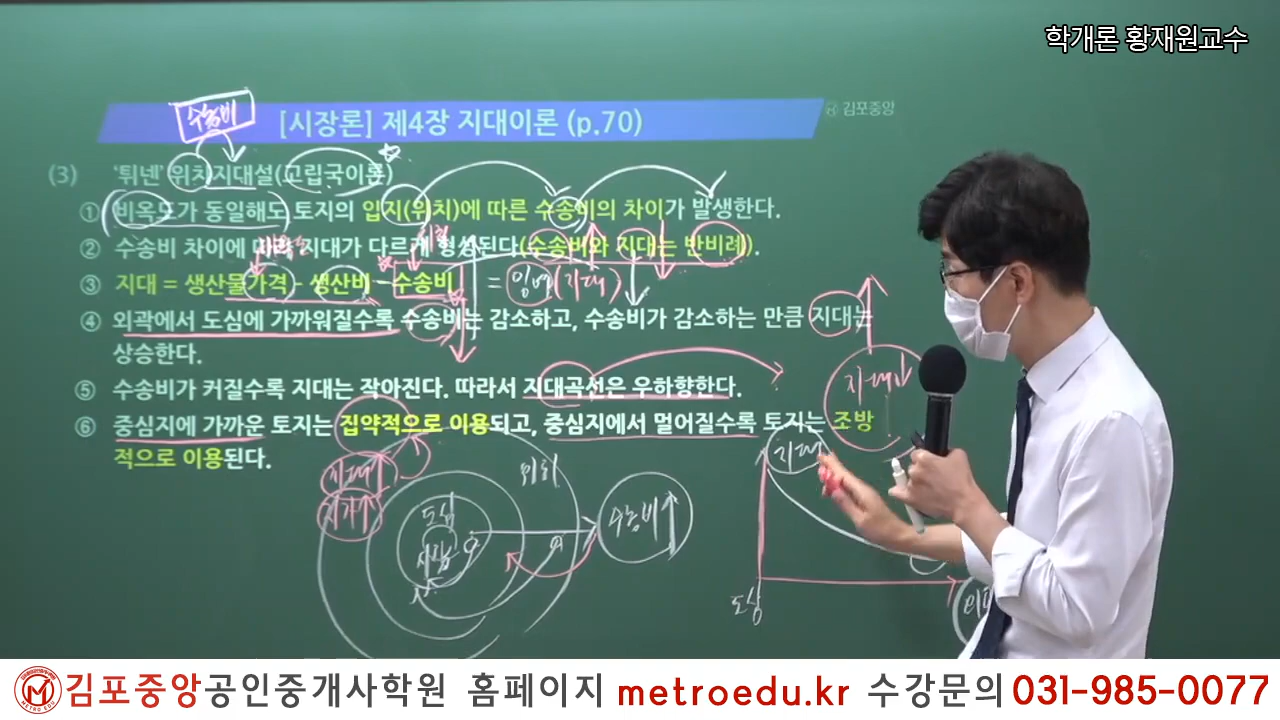 학개론 황재원교수
수송비
[시장론] 제4장 지대이론 (p.70)
김포중앙
(3) ‘튀넨’ 위치지대설(고립국이론)
① 비옥도가 동일해도 토지의 입지(위치)에 따른 수송비의 차이가 발생한다.
② 수송비 차이에 따라 지대가 다르게 형성된다(수송비와 지대는 반비례).
③ 지대 = 생산물가격 - 생산비 - 수송비 = (지대)
④ 외곽에서 도심에 가까워질수록 수송비는 감소하고, 수송비가 감소하는 만큼 지대는
상승한다.
⑤ 수송비가 커질수록 지대는 작아진다. 따라서 지대곡선은 우하향한다.
지대↓
⑥ 중심지에 가까운 토지는 집약적으로 이용되고, 중심지에서 멀어질수록 토지는 조방
적으로 이용된다.
지대↑
지대
외곽
지가↑
도심
수송비↑
시장
도심
김포중앙공인중개사학원 홈페이지 metroedu.kr 수강문의 031-985-0077
METRO EDU